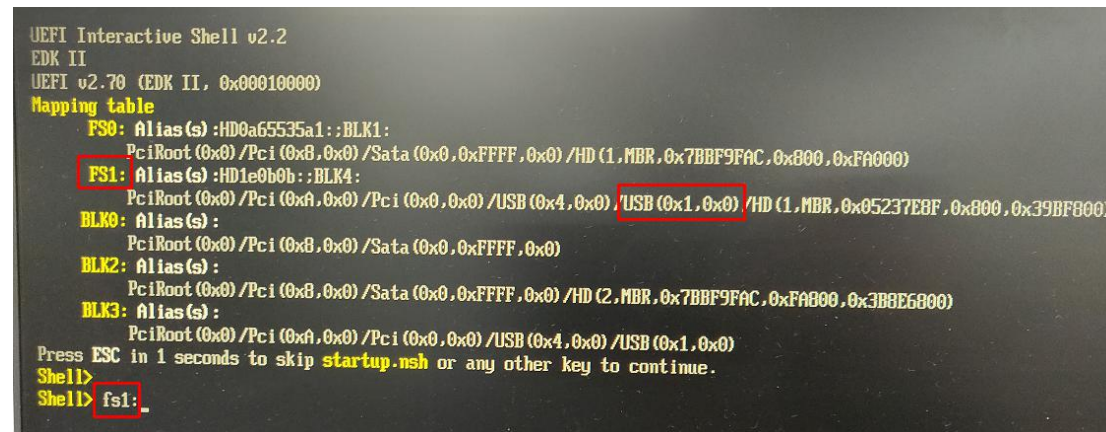 UEFI Interactive Shell v2.2
EDK II
UEFI v2.70 (EDK II, 0x00010000)
Mapping table
FS0: Alias(s):HD0a65535a1:;BLK1:
PciRoot(0x0)/Pci(0x8,0x0)/Sata(0x0,0xFFFF,0x0)/HD(1,MBR,0x7BBF9FAC,0x800,0xFA000)
FS1: Alias(s):HD1e0b0b:;BLK4:
PciRoot(0x0)/Pci(0xA,0x0)/Pci(0x0,0x0)/USB(0x4,0x0)/USB(0x1,0x0)/HD(1,MBR,0x05237E8F,0x800,0x39BF800)
BLK0: Alias(s):
PciRoot(0x0)/Pci(0x8,0x0)/Sata(0x0,0xFFFF,0x0)
BLK2: Alias(s):
PciRoot(0x0)/Pci(0x8,0x0)/Sata(0x0,0xFFFF,0x0)/HD(2,MBR,0x7BBF9FAC,0xFA800,0x3B8E6800)
BLK3: Alias(s):
PciRoot(0x0)/Pci(0xA,0x0)/Pci(0x0,0x0)/USB(0x4,0x0)/USB(0x1,0x0)
Press ESC in 1 seconds to skip startup.nsh or any other key to continue.
Shell>
Shell> fs1:_